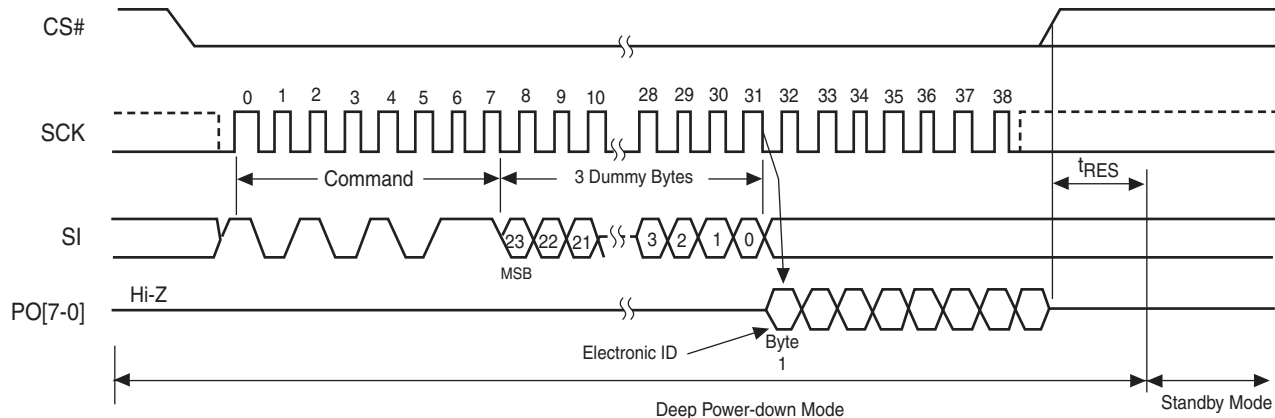 CS#
0 1 2 3 4 5 6 7 8 9 10 28 29 30 31 32 33 34 35 36 37 38
SCK
Command
3 Dummy Bytes
tRES
SI
23 22 21 3 2 1 0
MSB
Hi-Z
PO[7-0]
Electronic ID
Byte
1
Deep Power-down Mode
Standby Mode